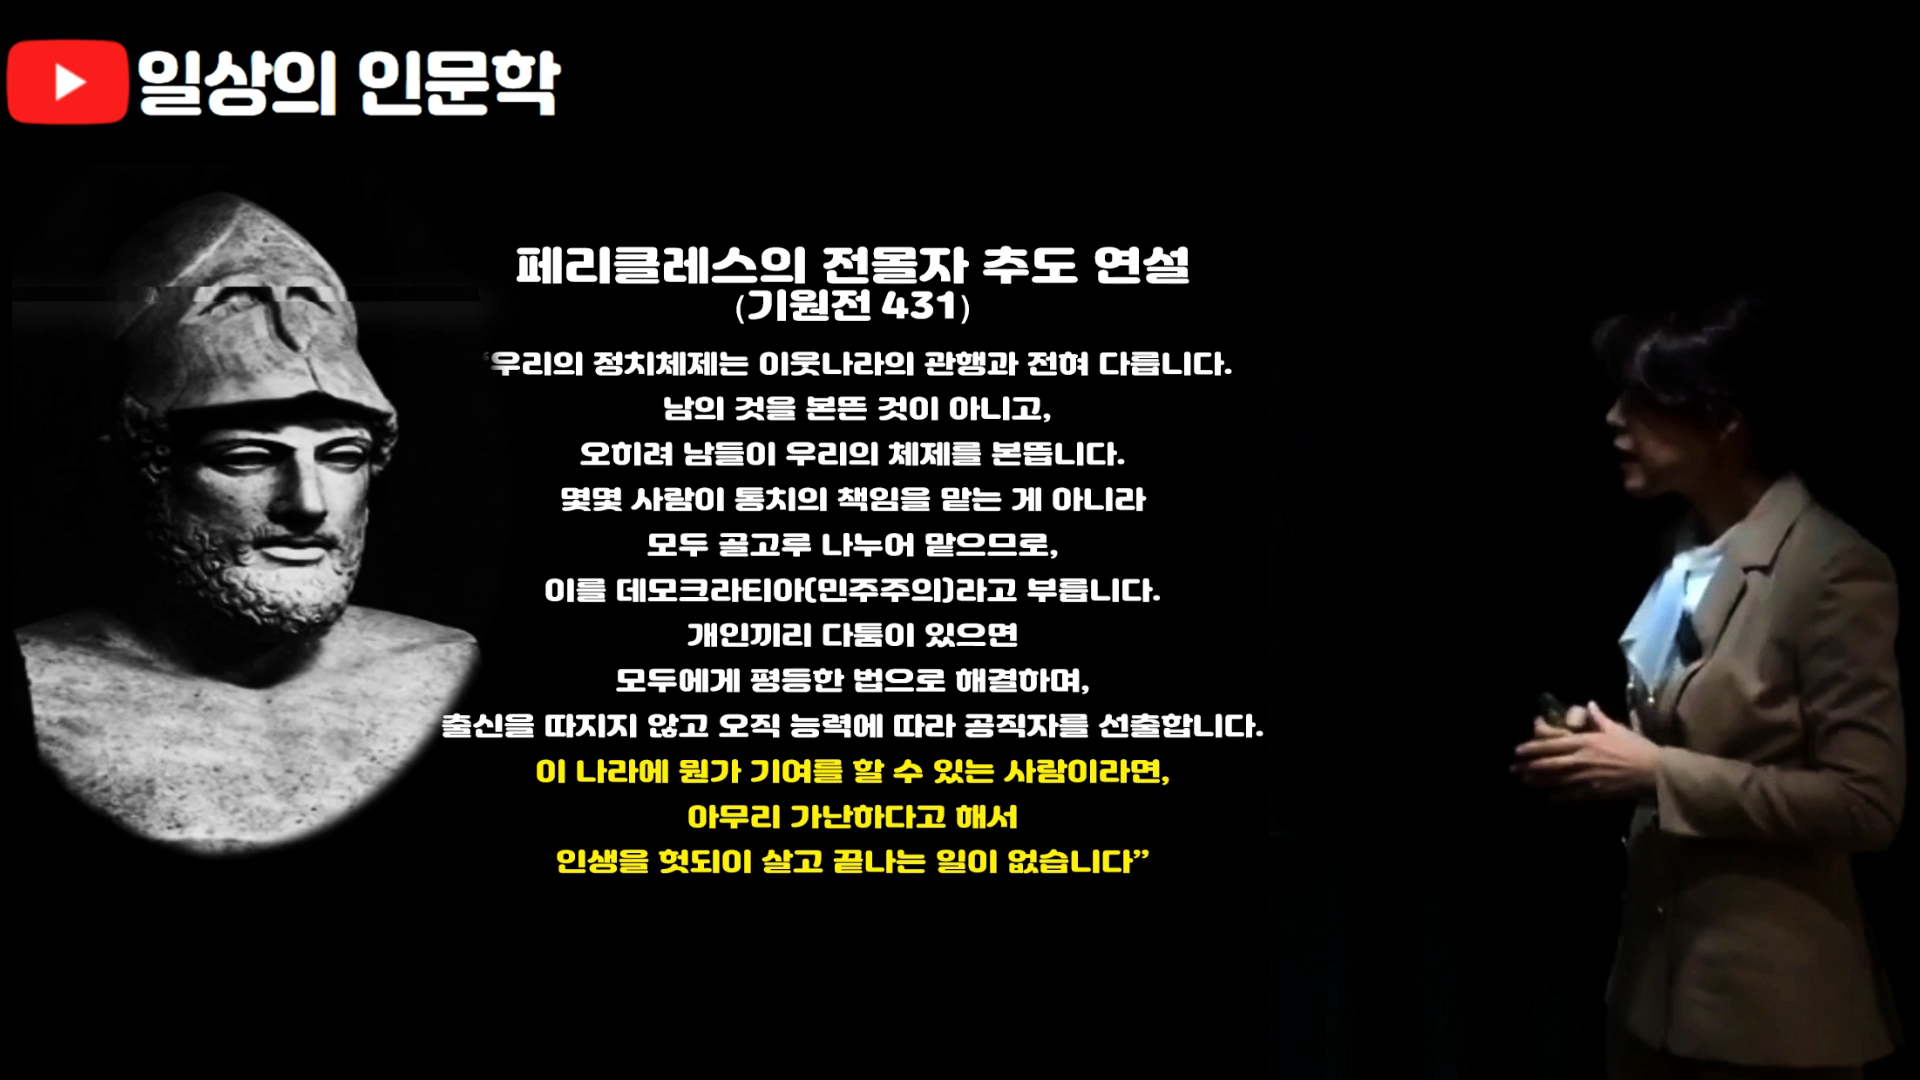 일상의 인문학
페리클레스의 전몰자 추도 연설
(기원전 431)
“우리의 정치체제는 이웃나라의 관행과 전혀 다릅니다.
남의 것을 본뜬 것이 아니고,
오히려 남들이 우리의 체제를 본뜹니다.
몇몇 사람이 통치의 책임을 맡는 게 아니라
모두 골고루 나누어 맡으므로,
이를 데모크라티아(민주주의)라고 부릅니다.
개인끼리 다툼이 있으면
모두에게 평등한 법으로 해결하며,
출신을 따지지 않고 오직 능력에 따라 공직자를 선출합니다.
이 나라에 뭔가 기여를 할 수 있는 사람이라면,
아무리 가난하다고 해서
인생을 헛되이 살고 끝나는 일이 없습니다”